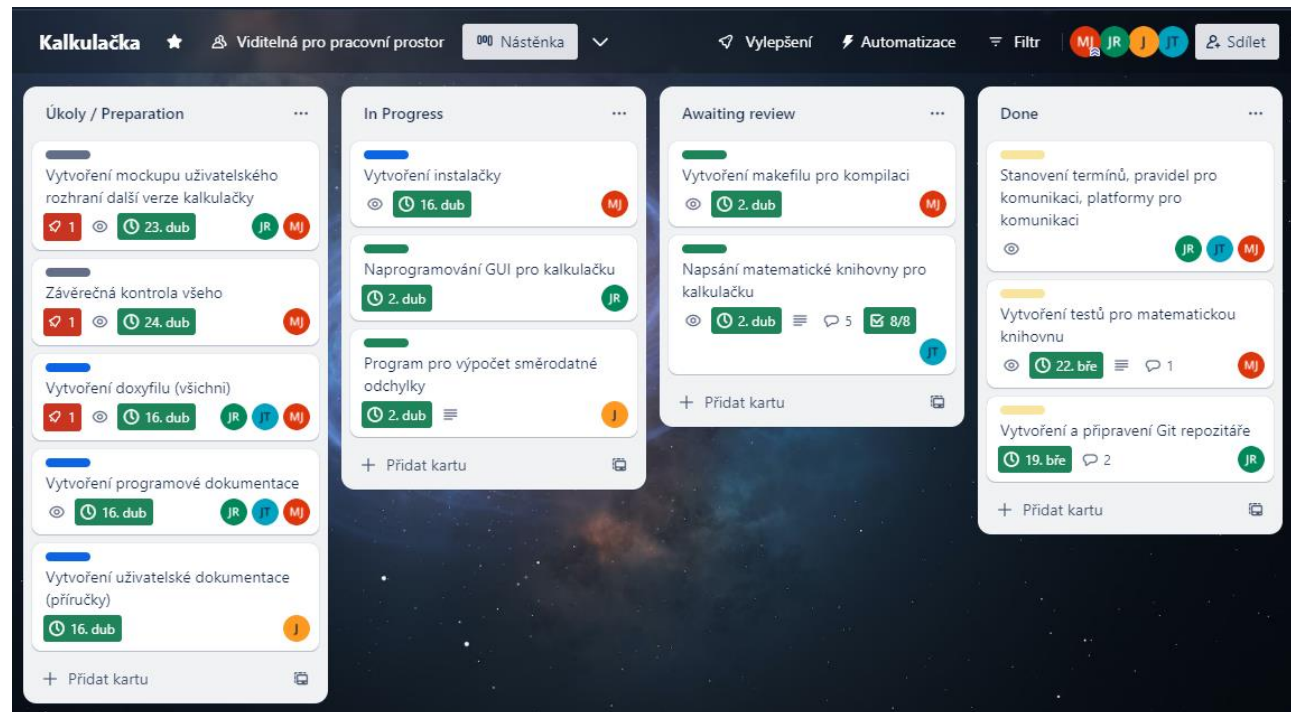 Kalkulačka
Viditelná pro pracovní prostor
Nástěnka
Vylepšení
Automatizace
Filtr
MJ
JR
J
JT
Sdílet
Úkoly / Preparation
Vytvoření mockupu uživatelského
rozhraní další verze kalkulačky
1
23. dub
JR
MJ
Závěrečná kontrola všeho
1
24. dub
MJ
Vytvoření doxyfilu (všichni)
1
16. dub
JR
JT
MJ
Vytvoření programové dokumentace
16. dub
JR
JT
MJ
Vytvoření uživatelské dokumentace
(příručky)
16. dub
J
+ Přidat kartu
In Progress
Vytvoření instalačky
16. dub
MJ
Naprogramování GUI pro kalkulačku
2. dub
JR
Program pro výpočet směrodatné
odchylky
2. dub
J
+ Přidat kartu
Awaiting review
Vytvoření makefilu pro kompilaci
2. dub
MJ
Napsání matematické knihovny pro
kalkulačku
2. dub
5
8/8
JT
+ Přidat kartu
Done
Stanovení termínů, pravidel pro
komunikaci, platformy pro
komunikaci
JR
JT
MJ
Vytvoření testů pro matematickou
knihovnu
22. bře
1
MJ
Vytvoření a připravení Git repozitáře
19. bře
2
JR
+ Přidat kartu